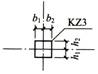 b₁ b₂
KZ3
h₂
h₁